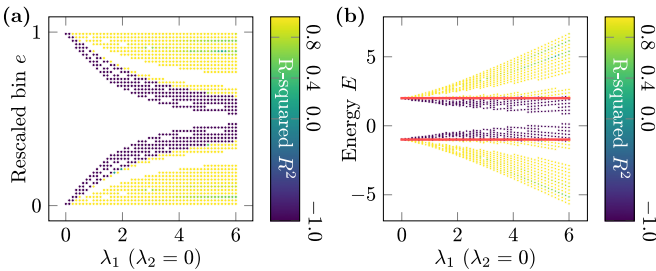 (a)
1
0
Rescaled bin e
0
2
4
6
λ₁ (λ₂ = 0)
0.8
0.4
0.0
−1.0
R-squared R²
(b)
5
0
−5
Energy E
0
2
4
6
λ₁ (λ₂ = 0)
0.8
0.4
0.0
−1.0
R-squared R²